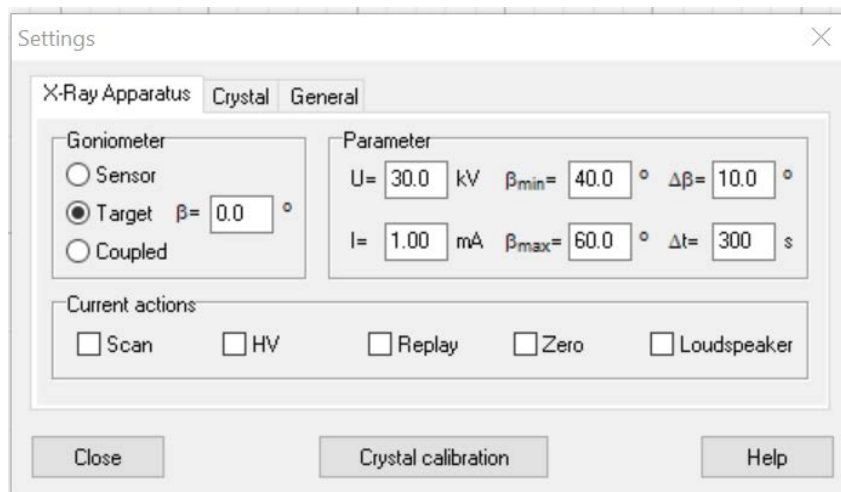 Settings
X-Ray Apparatus Crystal General
Goniometer
Sensor
Target β= 0.0 °
Coupled
Parameter
U= 30.0 kV βmin= 40.0 ° Δβ= 10.0 °
I= 1.00 mA βmax= 60.0 ° Δt= 300 s
Current actions
Scan HV Replay Zero Loudspeaker
Close Crystal calibration Help